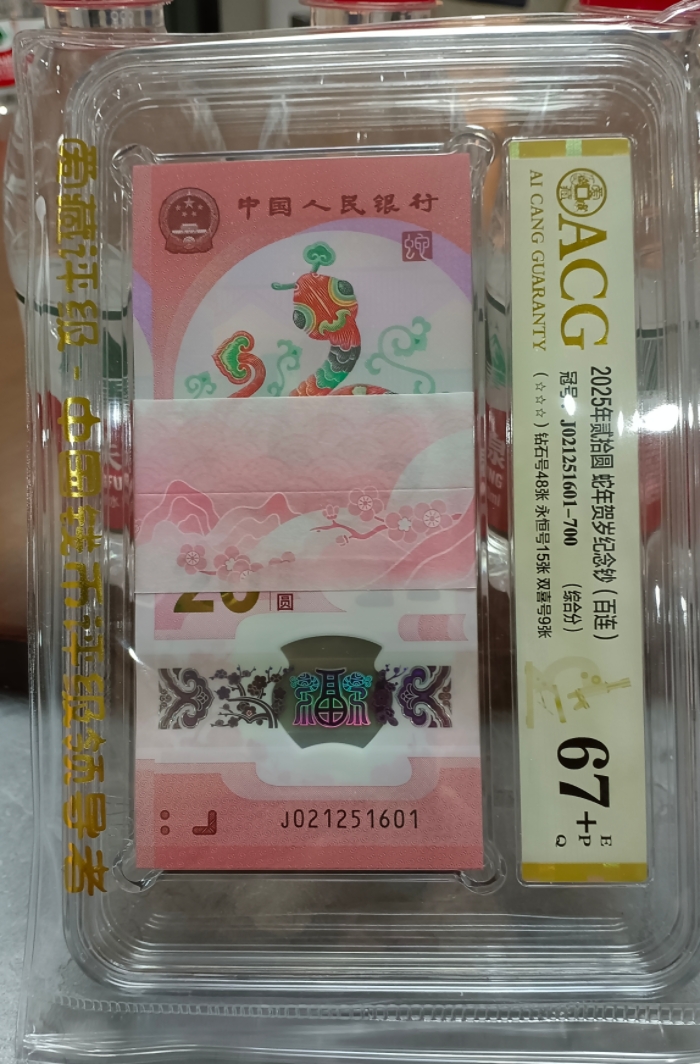 爱藏评级 - 中国钱币评级领导者
中国人民银行
20
圆
J021251601
ACG
AI CANG GUARANTY
2025年贰拾圆 蛇年贺岁纪念钞（百连）
冠号 J021251601-700 （综合分）
（☆☆☆）钻石号48张 永恒号15张 双喜号9张
67+
E
P
Q